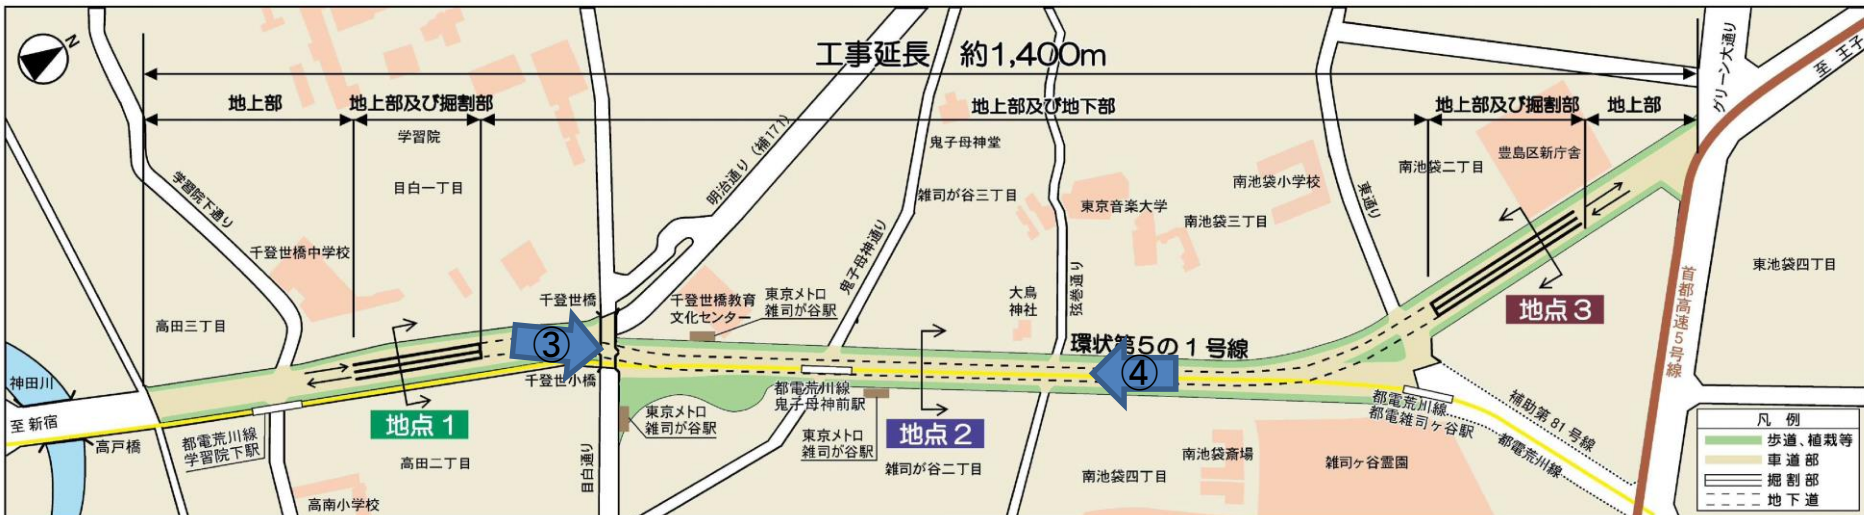 N
工事延長 約1,400m
地上部
地上部及び掘割部
地上部及び地下部
地上部及び掘割部
地上部
グリーン大通り
至 王子
学習院
目白一丁目
学習院下通り
千登世橋中学校
高田三丁目
神田川
至 新宿
高戸橋
都電荒川線
学習院下駅
地点1
高田二丁目
高南小学校
③
千登世橋
千登世小橋
目白通り
明治通り（補171）
千登世橋教育
文化センター
東京メトロ
雑司が谷駅
東京メトロ
雑司が谷駅
鬼子母神通り
鬼子母神堂
雑司が谷三丁目
都電荒川線
鬼子母神前駅
東京メトロ
雑司が谷駅
地点2
雑司が谷二丁目
大鳥
神社
弦巻通り
東京音楽大学
環状第5の1号線
④
南池袋三丁目
南池袋小学校
東通り
南池袋二丁目
豊島区新庁舎
地点3
南池袋四丁目
南池袋斎場
雑司ヶ谷霊園
都電荒川線
都電雑司ヶ谷駅
補助第81号線
都電荒川線
首都高速5号線
東池袋四丁目
凡 例
歩道、植栽等
車道部
掘割部
地下道